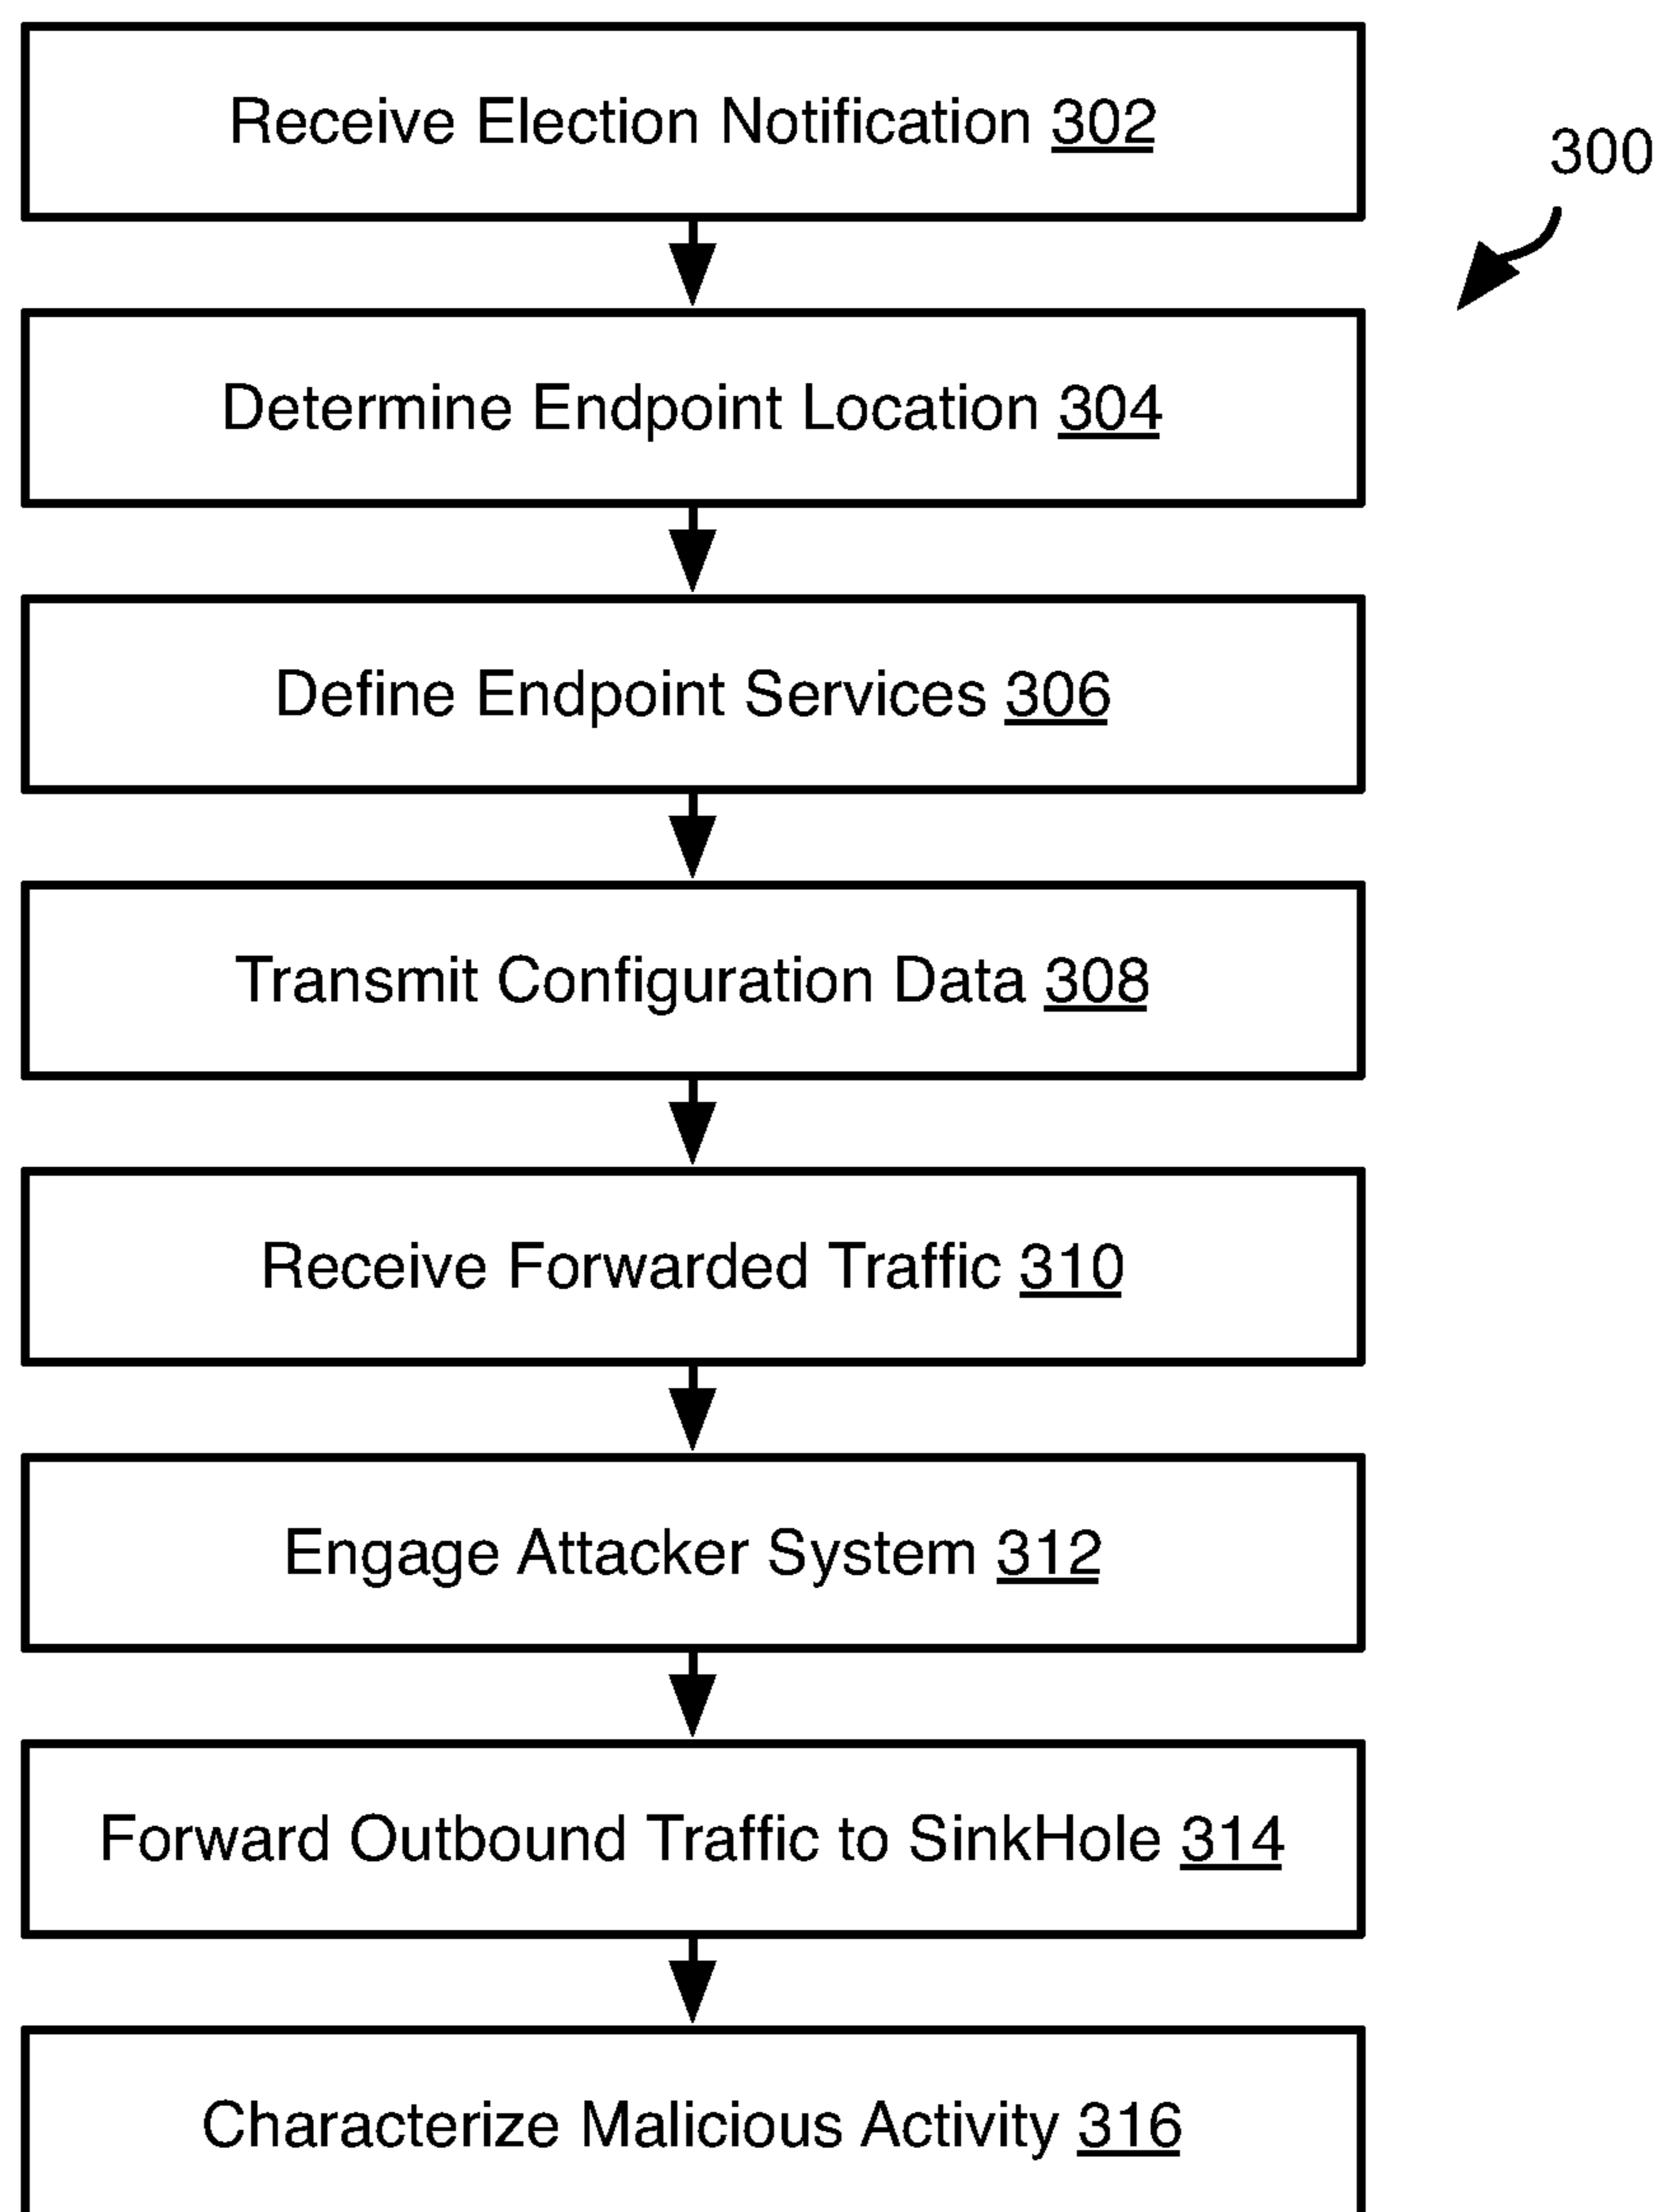 Receive Election Notification 302
300
Determine Endpoint Location 304
Define Endpoint Services 306
Transmit Configuration Data 308
Receive Forwarded Traffic 310
Engage Attacker System 312
Forward Outbound Traffic to SinkHole 314
Characterize Malicious Activity 316